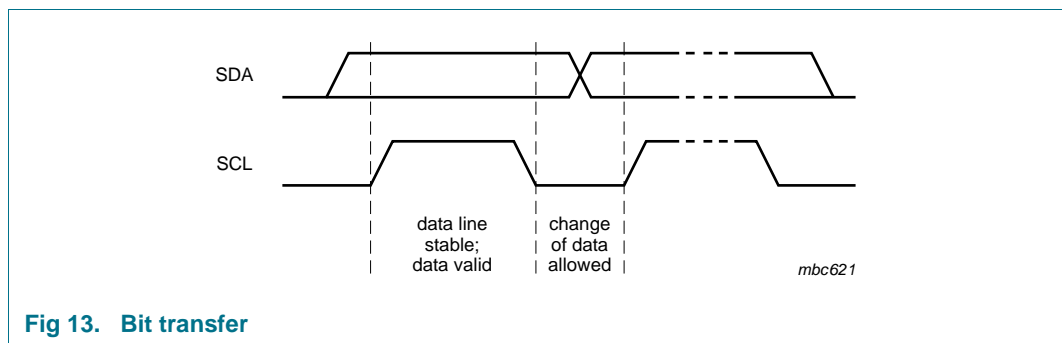 SDA
SCL
data line
stable;
data valid
change
of data
allowed
mbc621
Fig 13. Bit transfer